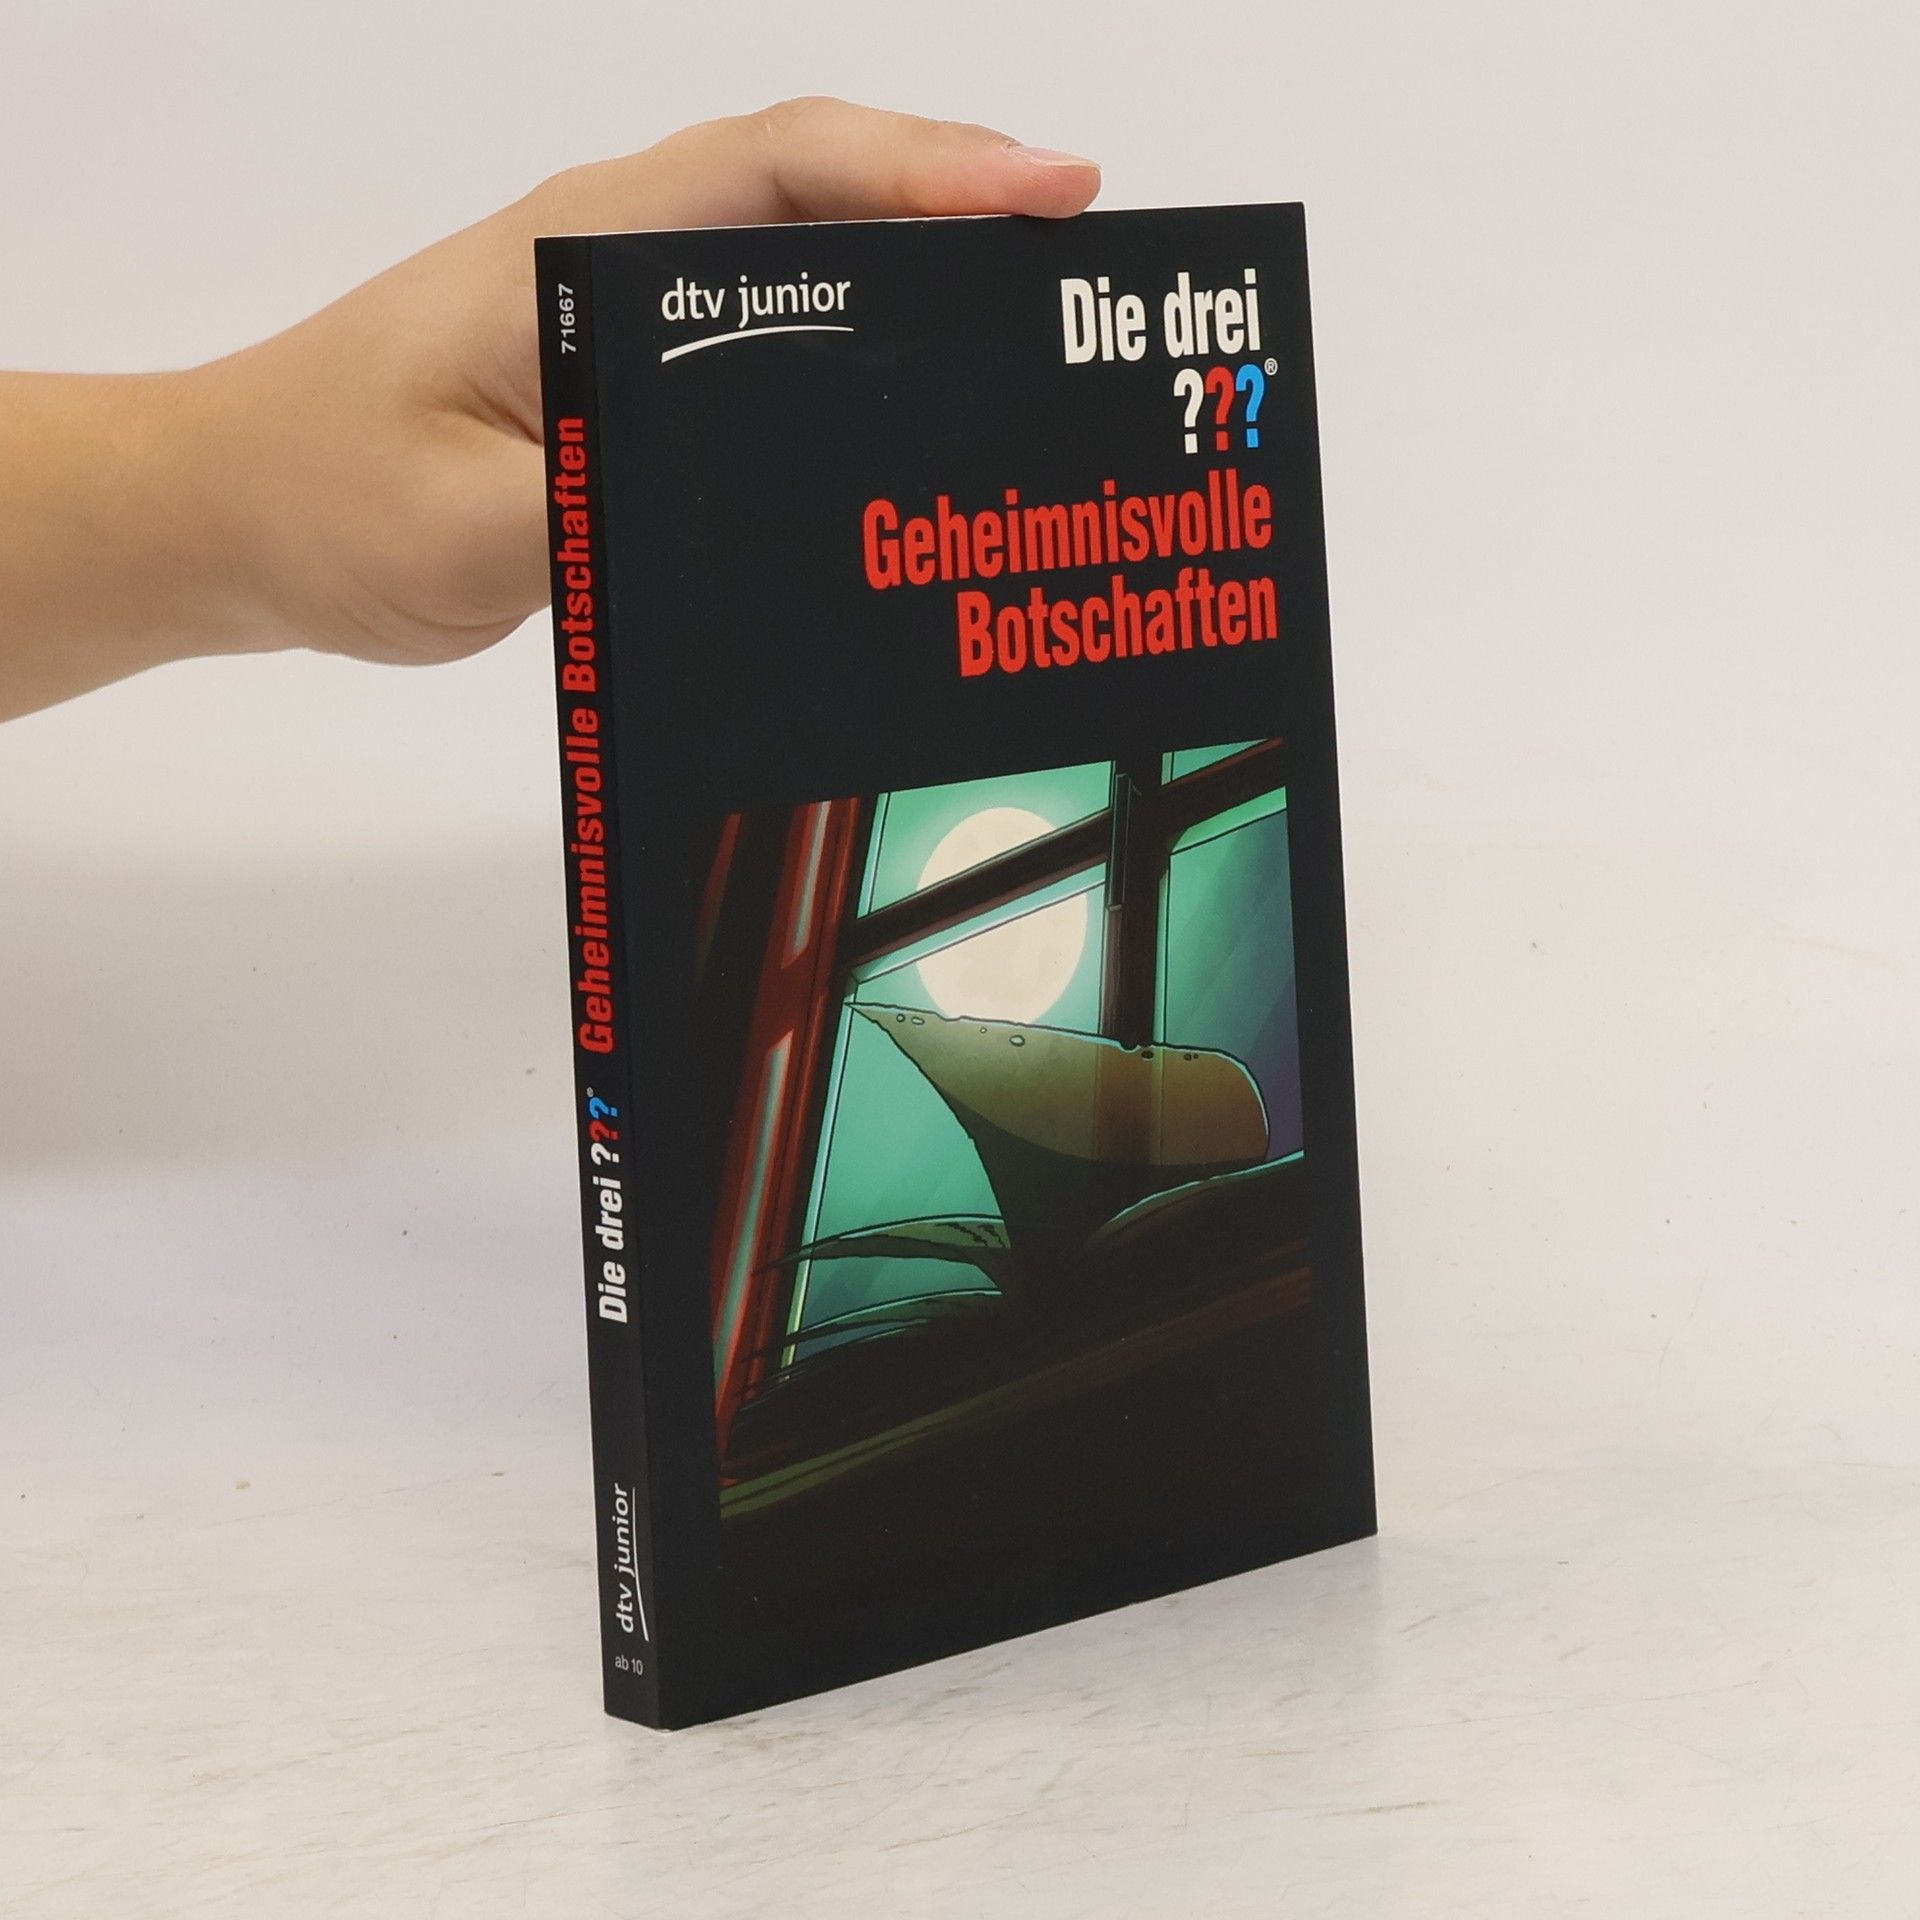 dtv junior
Die drei
???®
Geheimnisvolle
Botschaften
71667
Die drei ???® Geheimnisvolle Botschaften
dtv junior
ab 10